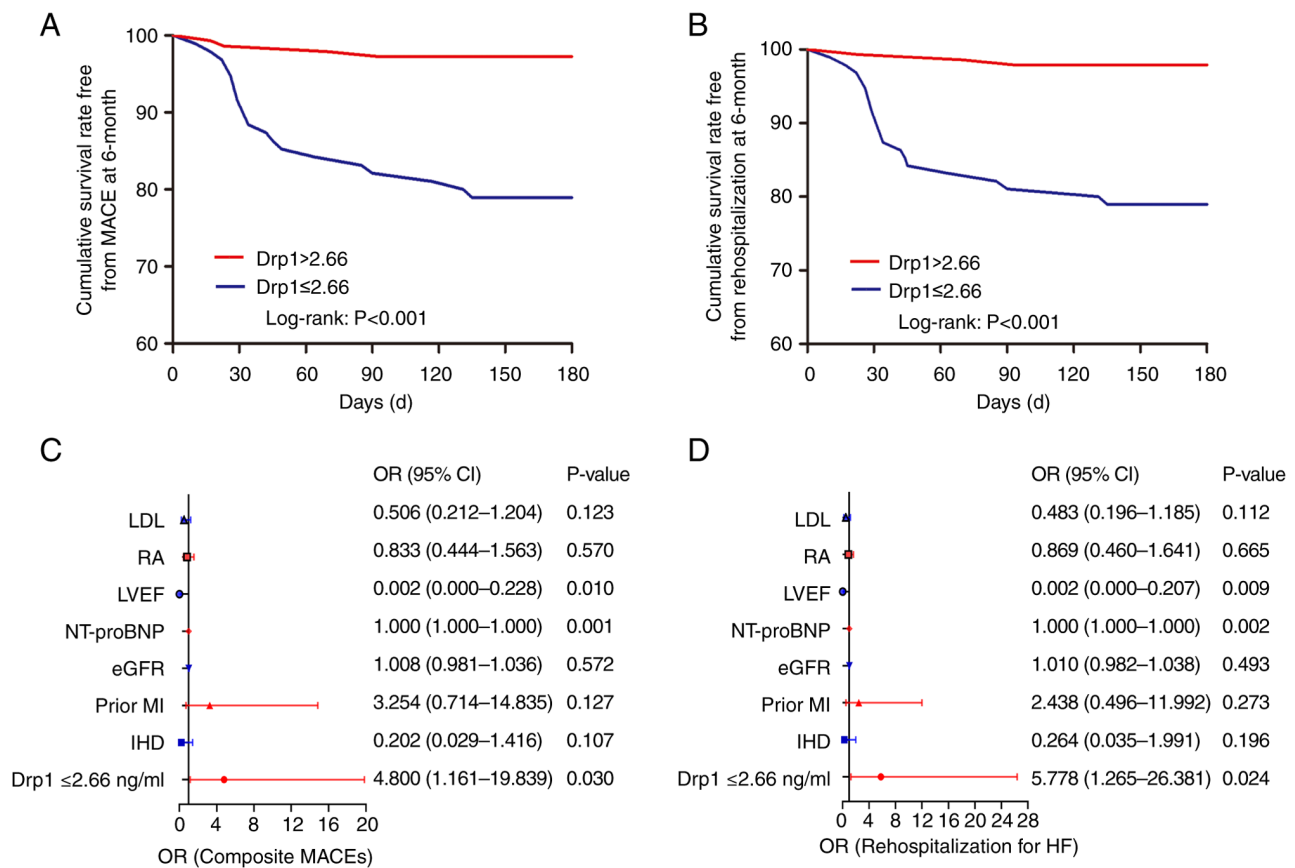 A
Cumulative survival rate free
from MACE at 6-month
100
90
80
70
60
Drp1>2.66
Drp1≤2.66
Log-rank: P<0.001
0 30 60 90 120 150 180
Days (d)
B
Cumulative survival rate free
from rehospitalization at 6-month
100
90
80
70
60
Drp1>2.66
Drp1≤2.66
Log-rank: P<0.001
0 30 60 90 120 150 180
Days (d)
C
OR (95% CI) P-value
LDL 0.506 (0.212–1.204) 0.123
RA 0.833 (0.444–1.563) 0.570
LVEF 0.002 (0.000–0.228) 0.010
NT-proBNP 1.000 (1.000–1.000) 0.001
eGFR 1.008 (0.981–1.036) 0.572
Prior MI 3.254 (0.714–14.835) 0.127
IHD 0.202 (0.029–1.416) 0.107
Drp1 ≤2.66 ng/ml 4.800 (1.161–19.839) 0.030
0 4 8 12 16 20
OR (Composite MACEs)
D
OR (95% CI) P-value
LDL 0.483 (0.196–1.185) 0.112
RA 0.869 (0.460–1.641) 0.665
LVEF 0.002 (0.000–0.207) 0.009
NT-proBNP 1.000 (1.000–1.000) 0.002
eGFR 1.010 (0.982–1.038) 0.493
Prior MI 2.438 (0.496–11.992) 0.273
IHD 0.264 (0.035–1.991) 0.196
Drp1 ≤2.66 ng/ml 5.778 (1.265–26.381) 0.024
0 4 8 12 16 20 24 28
OR (Rehospitalization for HF)